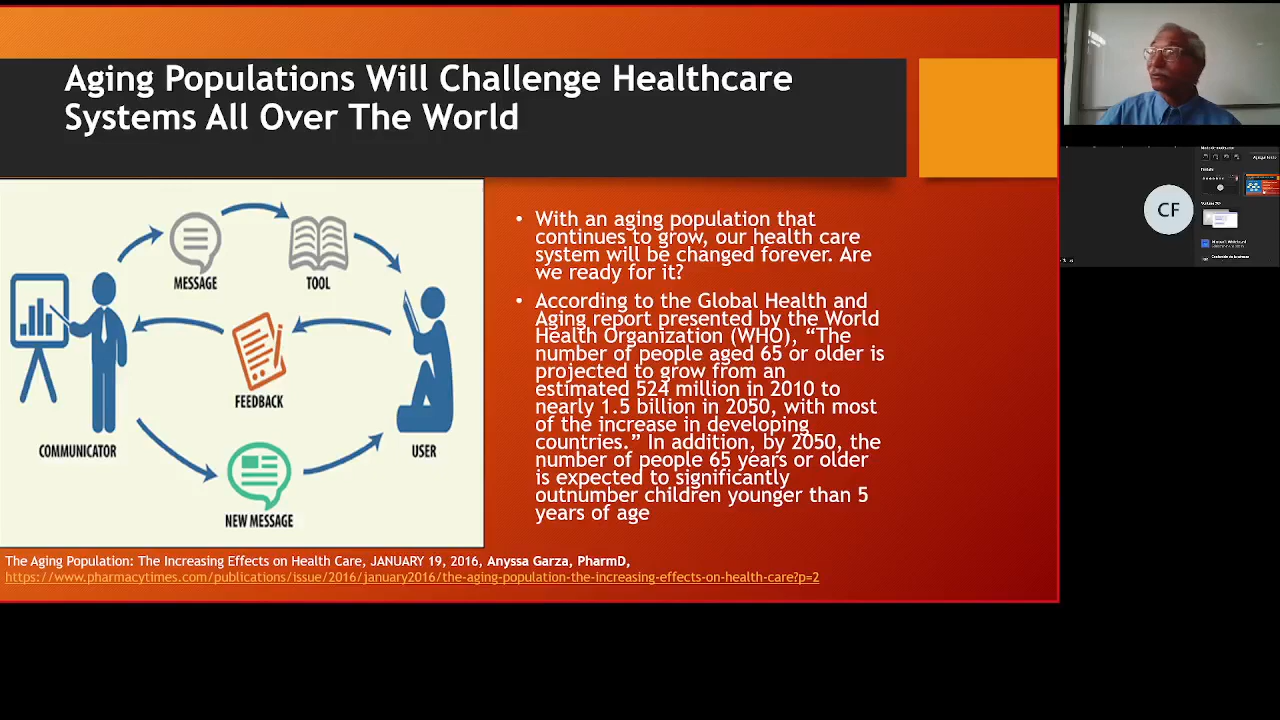 Aging Populations Will Challenge Healthcare
Systems All Over The World
MESSAGE
TOOL
FEEDBACK
COMMUNICATOR
USER
NEW MESSAGE
• With an aging population that
continues to grow, our health care
system will be changed forever. Are
we ready for it?
• According to the Global Health and
Aging report presented by the World
Health Organization (WHO), “The
number of people aged 65 or older is
projected to grow from an
estimated 524 million in 2010 to
nearly 1.5 billion in 2050, with most
of the increase in developing
countries.” In addition, by 2050, the
number of people 65 years or older
is expected to significantly
outnumber children younger than 5
years of age
The Aging Population: The Increasing Effects on Health Care, JANUARY 19, 2016, Anyssa Garza, PharmD,
https://www.pharmacytimes.com/publications/issue/2016/january2016/the-aging-population-the-increasing-effects-on-health-care?p=2
CF